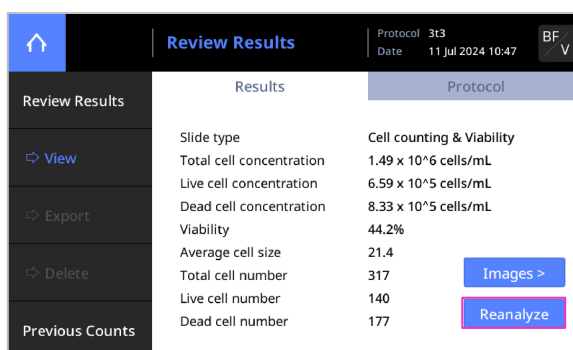 Review Results
Protocol 3t3
Date 11 Jul 2024 10:47
BF/V
Review Results
⇨ View
⇨ Export
⇨ Delete
Previous Counts
Results Protocol
Slide type Cell counting & Viability
Total cell concentration 1.49 x 10^6 cells/mL
Live cell concentration 6.59 x 10^5 cells/mL
Dead cell concentration 8.33 x 10^5 cells/mL
Viability 44.2%
Average cell size 21.4
Total cell number 317
Live cell number 140
Dead cell number 177
Images >
Reanalyze